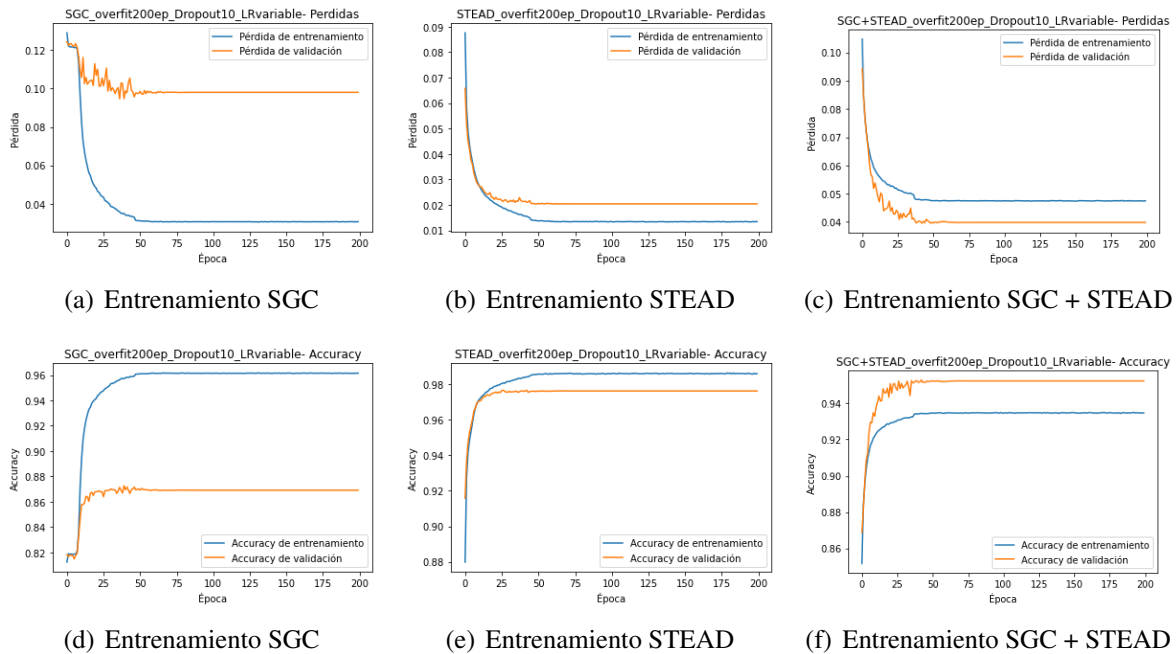 SGC_overfit200ep_Dropout10_LRvariable- Perdidas
Pérdida de entrenamiento
Pérdida de validación
0.12
0.10
0.08
0.06
0.04
Pérdida
0 25 50 75 100 125 150 175 200
Época
(a) Entrenamiento SGC
STEAD_overfit200ep_Dropout10_LRvariable- Perdidas
Pérdida de entrenamiento
Pérdida de validación
0.09
0.08
0.07
0.06
0.05
0.04
0.03
0.02
0.01
Pérdida
0 25 50 75 100 125 150 175 200
Época
(b) Entrenamiento STEAD
SGC+STEAD_overfit200ep_Dropout10_LRvariable- Perdidas
Pérdida de entrenamiento
Pérdida de validación
0.10
0.09
0.08
0.07
0.06
0.05
0.04
Pérdida
0 25 50 75 100 125 150 175 200
Época
(c) Entrenamiento SGC + STEAD
SGC_overfit200ep_Dropout10_LRvariable- Accuracy
0.96
0.94
0.92
0.90
0.88
0.86
0.84
0.82
Accuracy
Accuracy de entrenamiento
Accuracy de validación
0 25 50 75 100 125 150 175 200
Época
(d) Entrenamiento SGC
STEAD_overfit200ep_Dropout10_LRvariable- Accuracy
0.98
0.96
0.94
0.92
0.90
0.88
Accuracy
Accuracy de entrenamiento
Accuracy de validación
0 25 50 75 100 125 150 175 200
Época
(e) Entrenamiento STEAD
SGC+STEAD_overfit200ep_Dropout10_LRvariable- Accuracy
0.94
0.92
0.90
0.88
0.86
Accuracy
Accuracy de entrenamiento
Accuracy de validación
0 25 50 75 100 125 150 175 200
Época
(f) Entrenamiento SGC + STEAD